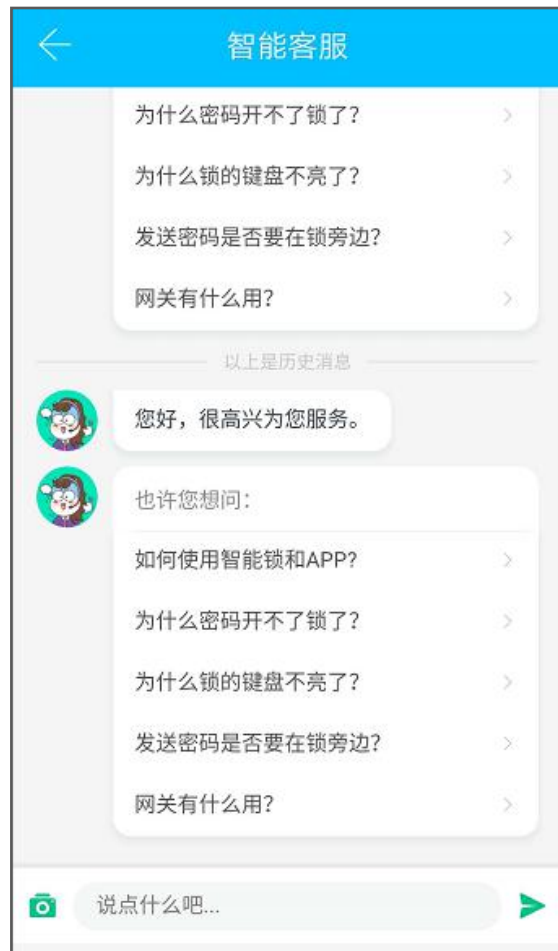 智能客服
为什么密码开不了锁了？
为什么锁的键盘不亮了？
发送密码是否要在锁旁边？
网关有什么用？
以上是历史消息
您好，很高兴为您服务。
也许您想问：
如何使用智能锁和APP?
为什么密码开不了锁了？
为什么锁的键盘不亮了？
发送密码是否要在锁旁边？
网关有什么用？
说点什么吧...